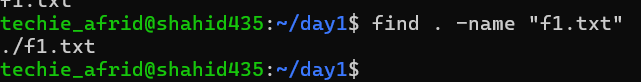 f1.txt
techie_afrid@shahid435:~/day1$ find . -name "f1.txt"
./f1.txt
techie_afrid@shahid435:~/day1$